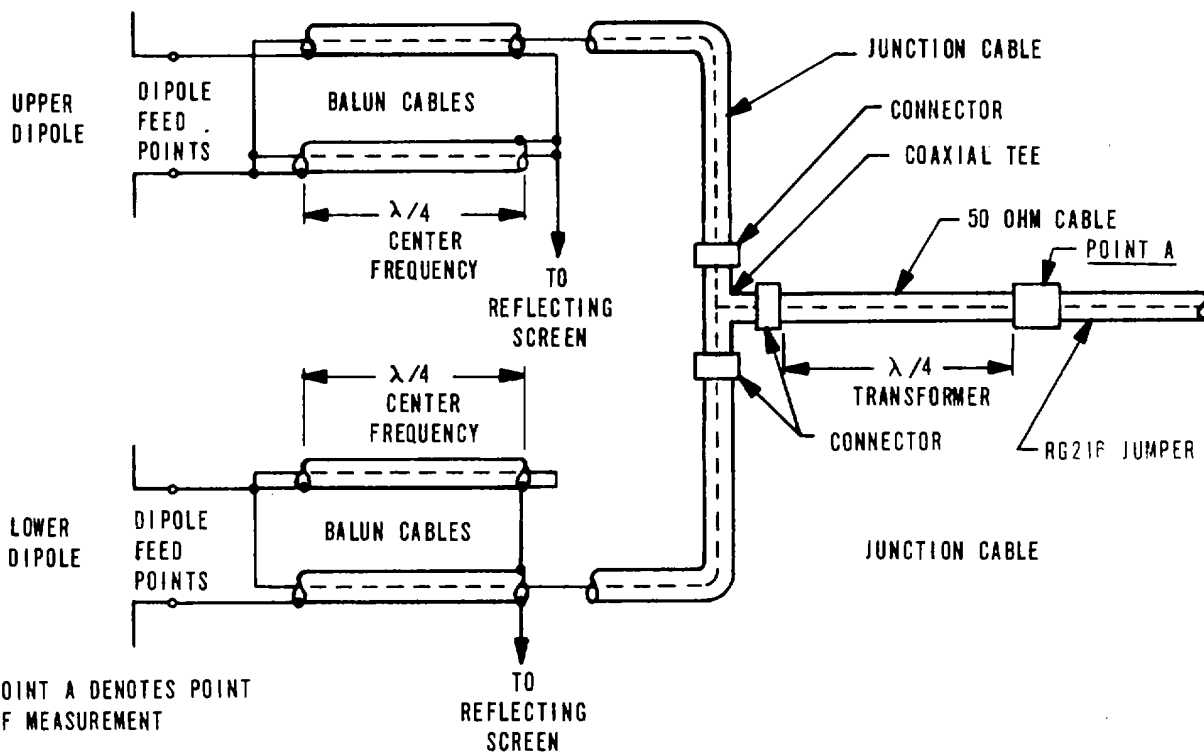 UPPER
DIPOLE
DIPOLE
FEED
POINTS
BALUN CABLES
λ/4
CENTER
FREQUENCY
TO
REFLECTING
SCREEN
JUNCTION CABLE
CONNECTOR
COAXIAL TEE
50 OHM CABLE
POINT A
λ/4
TRANSFORMER
CONNECTOR
RG21F JUMPER
λ/4
CENTER
FREQUENCY
LOWER
DIPOLE
DIPOLE
FEED
POINTS
BALUN CABLES
JUNCTION CABLE
TO
REFLECTING
SCREEN
OINT A DENOTES POINT
F MEASUREMENT